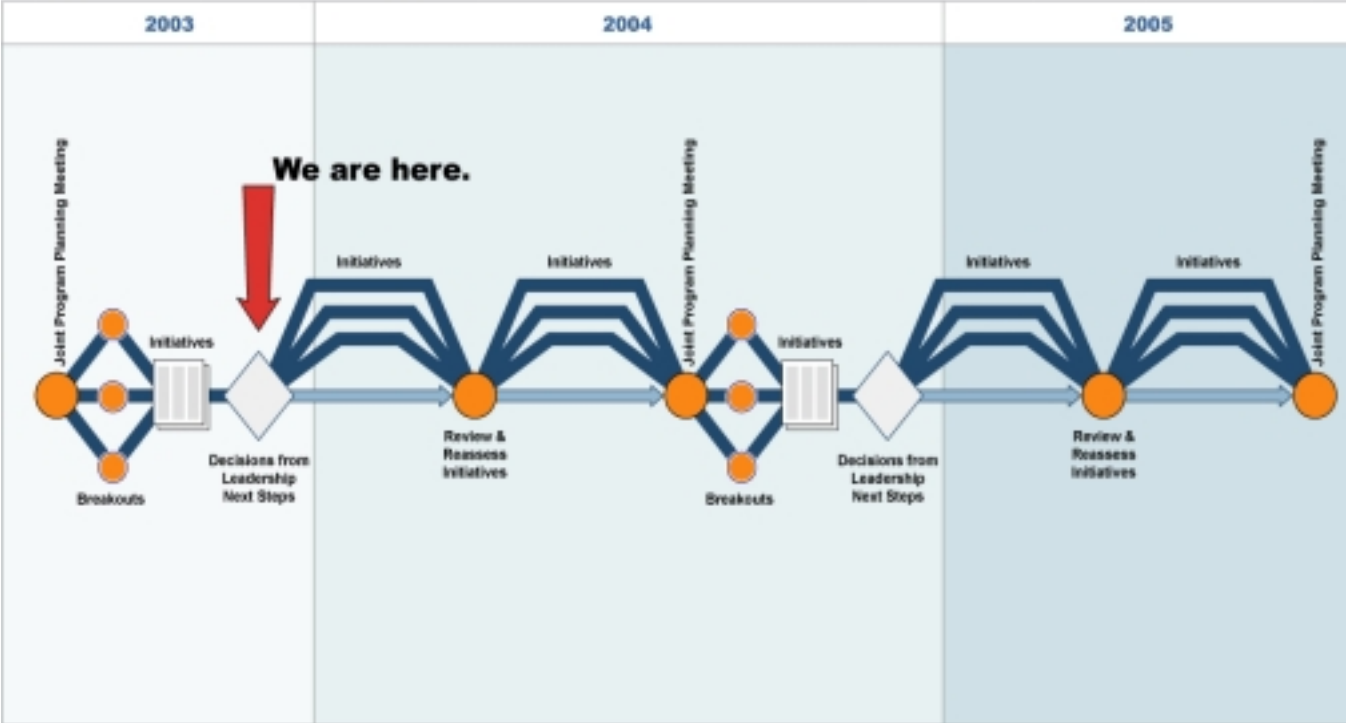 2003
2004
2005
Joint Program Planning Meeting
We are here.
Joint Program Planning Meeting
Joint Program Planning Meeting
Initiatives
Initiatives
Initiatives
Initiatives
Initiatives
Initiatives
Breakouts
Decisions from
Leadership
Next Steps
Review &
Reassess
Initiatives
Breakouts
Decisions from
Leadership
Next Steps
Review &
Reassess
Initiatives